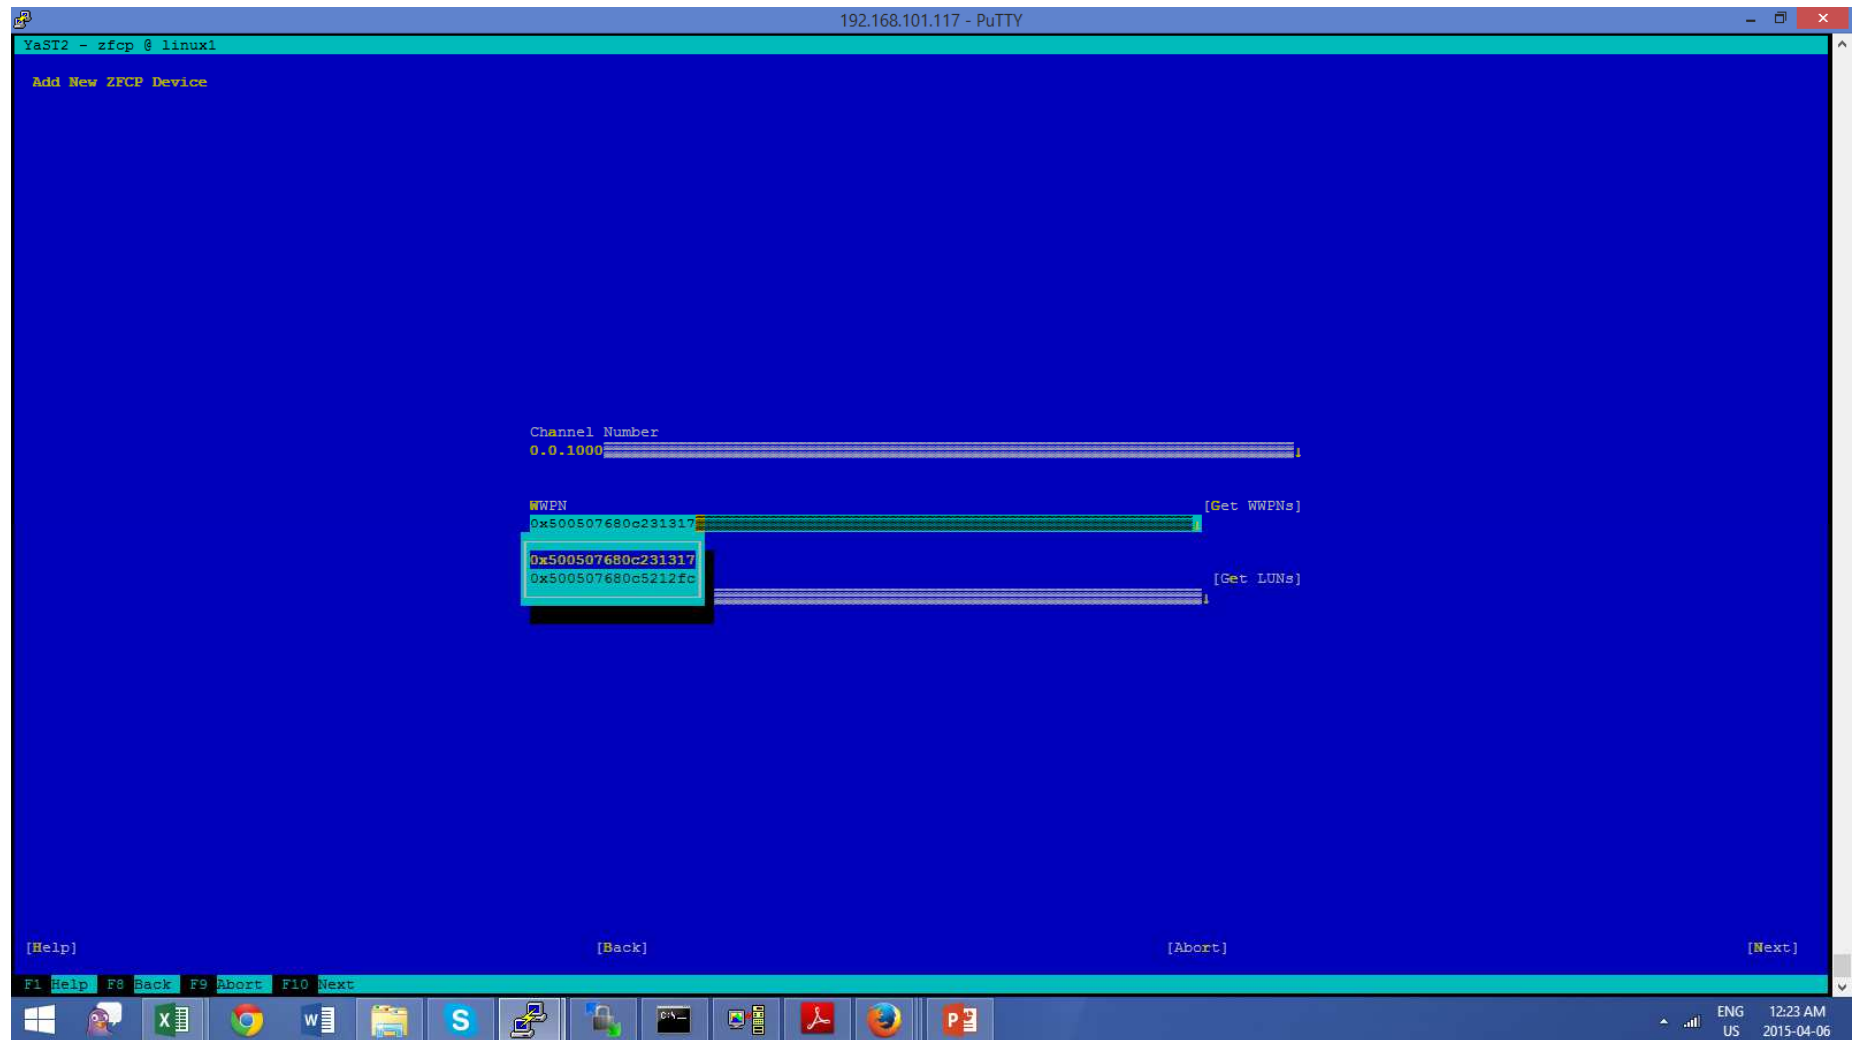 192.168.101.117 - PuTTY
YaST2 - zfcp @ linux1
Add New ZFCP Device
Channel Number
0.0.1000
WWPN [Get WWPNs]
0x500507680c231317
0x500507680c231317
0x500507680c5212fc [Get LUNs]
[Help] [Back] [Abort] [Next]
F1 Help F8 Back F9 Abort F10 Next
ENG 12:23 AM
US 2015-04-06